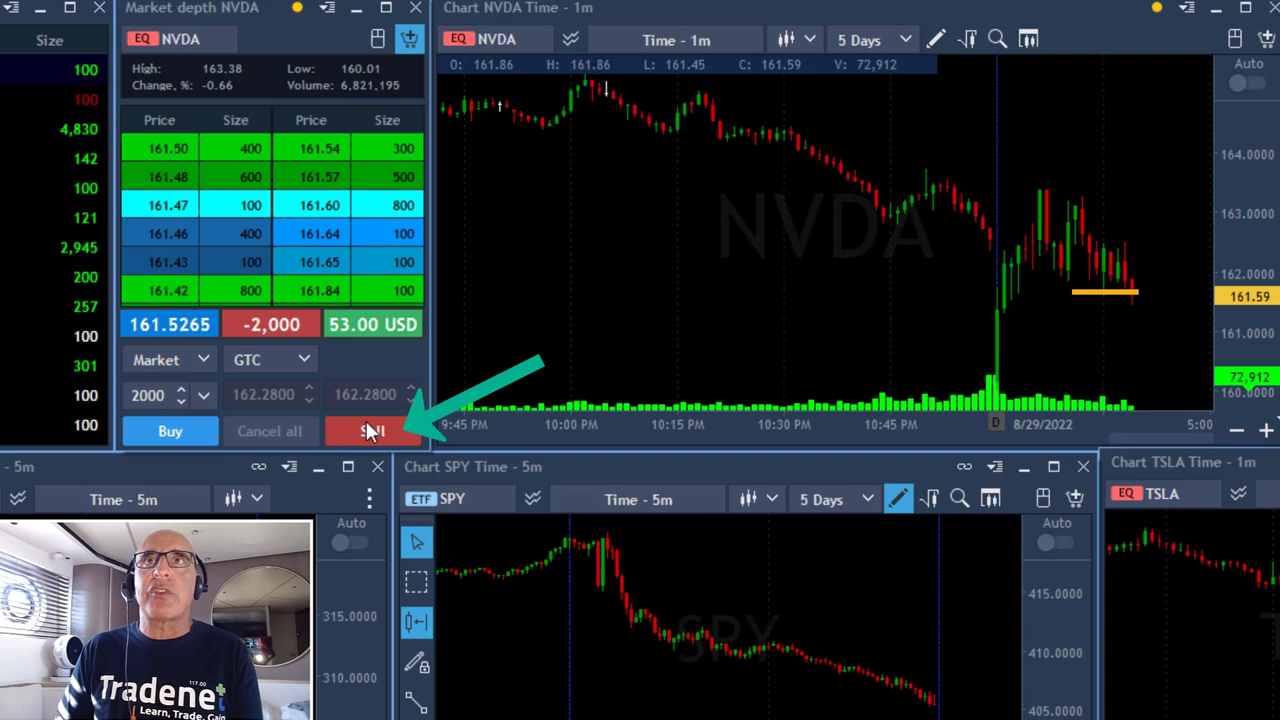 Size
100
100
4,830
142
100
121
2,945
200
257
100
301
100
100
Market depth NVDA
EQ NVDA
High: 163.38 Low: 160.01
Change, %: -0.66 Volume: 6,821,195
Price Size Price Size
161.50 400 161.54 300
161.48 600 161.57 500
161.47 100 161.60 800
161.46 400 161.64 100
161.43 100 161.65 100
161.42 800 161.84 100
161.5265 -2,000 53.00 USD
Market GTC
2000 162.2800 162.2800
Buy Cancel all
Chart NVDA Time - 1m
EQ NVDA Time - 1m 5 Days
O: 161.86 H: 161.86 L: 161.45 C: 161.59 V: 72,912
Auto
NVDA
164.0000
163.0000
162.0000
161.59
161.0000
72,912
160.0000
9:45 PM 10:00 PM 10:15 PM 10:30 PM 10:45 PM D 8/29/2022 5:00
- 5m
Time - 5m
Auto
315.0000
310.0000
117.00
Tradenet
Learn, Trade, Gain
Chart SPY Time - 5m
ETF SPY Time - 5m 5 Days
Auto
SPY
415.0000
410.0000
405.0000
Chart TSLA Time - 1m
EQ TSLA